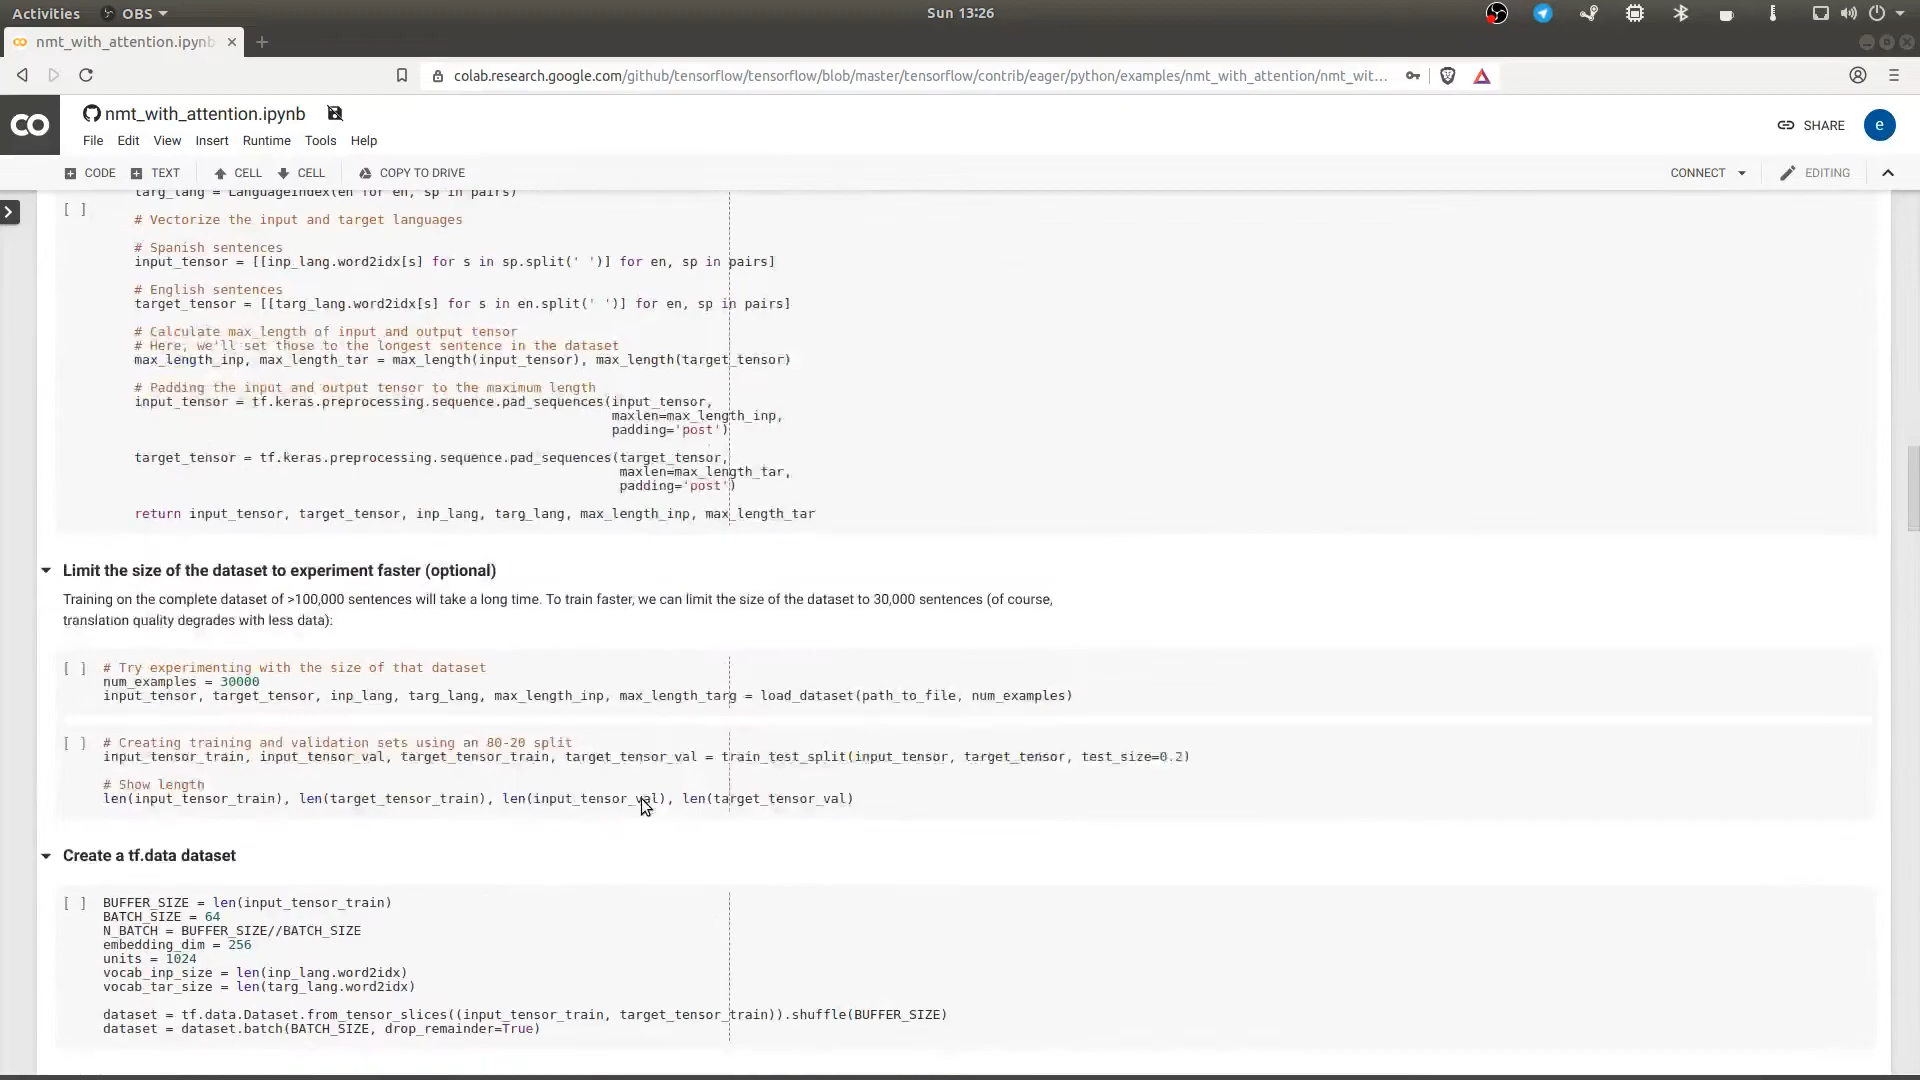 Activities
OBS
Sun 13:26
nmt_with_attention.ipynb
colab.research.google.com/github/tensorflow/tensorflow/blob/master/tensorflow/contrib/eager/python/examples/nmt_with_attention/nmt_wit...
CO
nmt_with_attention.ipynb
File Edit View Insert Runtime Tools Help
SHARE
e
CODE TEXT CELL CELL COPY TO DRIVE
CONNECT
EDITING
targ_lang = LanguageIndex(en for en, sp in pairs)
[ ]
# Vectorize the input and target languages
# Spanish sentences
input_tensor = [[inp_lang.word2idx[s] for s in sp.split(' ')] for en, sp in pairs]
# English sentences
target_tensor = [[targ_lang.word2idx[s] for s in en.split(' ')] for en, sp in pairs]
# Calculate max_length of input and output tensor
# Here, we'll set those to the longest sentence in the dataset
max_length_inp, max_length_tar = max_length(input_tensor), max_length(target_tensor)
# Padding the input and output tensor to the maximum length
input_tensor = tf.keras.preprocessing.sequence.pad_sequences(input_tensor,
maxlen=max_length_inp,
padding='post')
target_tensor = tf.keras.preprocessing.sequence.pad_sequences(target_tensor,
maxlen=max_length_tar,
padding='post')
return input_tensor, target_tensor, inp_lang, targ_lang, max_length_inp, max_length_tar
Limit the size of the dataset to experiment faster (optional)
Training on the complete dataset of >100,000 sentences will take a long time. To train faster, we can limit the size of the dataset to 30,000 sentences (of course,
translation quality degrades with less data):
[ ] # Try experimenting with the size of that dataset
num_examples = 30000
input_tensor, target_tensor, inp_lang, targ_lang, max_length_inp, max_length_targ = load_dataset(path_to_file, num_examples)
[ ] # Creating training and validation sets using an 80-20 split
input_tensor_train, input_tensor_val, target_tensor_train, target_tensor_val = train_test_split(input_tensor, target_tensor, test_size=0.2)
# Show length
len(input_tensor_train), len(target_tensor_train), len(input_tensor_val), len(target_tensor_val)
Create a tf.data dataset
[ ] BUFFER_SIZE = len(input_tensor_train)
BATCH_SIZE = 64
N_BATCH = BUFFER_SIZE//BATCH_SIZE
embedding_dim = 256
units = 1024
vocab_inp_size = len(inp_lang.word2idx)
vocab_tar_size = len(targ_lang.word2idx)
dataset = tf.data.Dataset.from_tensor_slices((input_tensor_train, target_tensor_train)).shuffle(BUFFER_SIZE)
dataset = dataset.batch(BATCH_SIZE, drop_remainder=True)